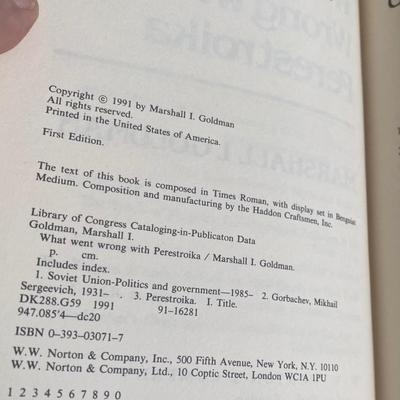 Copyright © 1991 by Marshall I. Goldman
All rights reserved.
Printed in the United States of America.
First Edition.
The text of this book is composed in Times Roman, with display set in Benguiat
Medium. Composition and manufacturing by the Haddon Craftsmen, Inc.
Library of Congress Cataloging-in-Publicaton Data
Goldman, Marshall I.
What went wrong with Perestroika / Marshall I. Goldman.
p. cm.
Includes index.
1. Soviet Union-Politics and government—1985- 2. Gorbachev, Mikhail
Sergeevich, 1931- . 3. Perestroika. I. Title.
DK288.G59 1991 91-16281
947.085'4—dc20
ISBN 0-393-03071-7
W.W. Norton & Company, Inc., 500 Fifth Avenue, New York, N.Y. 10110
W.W. Norton & Company, Ltd., 10 Coptic Street, London WC1A 1PU
1 2 3 4 5 6 7 8 9 0